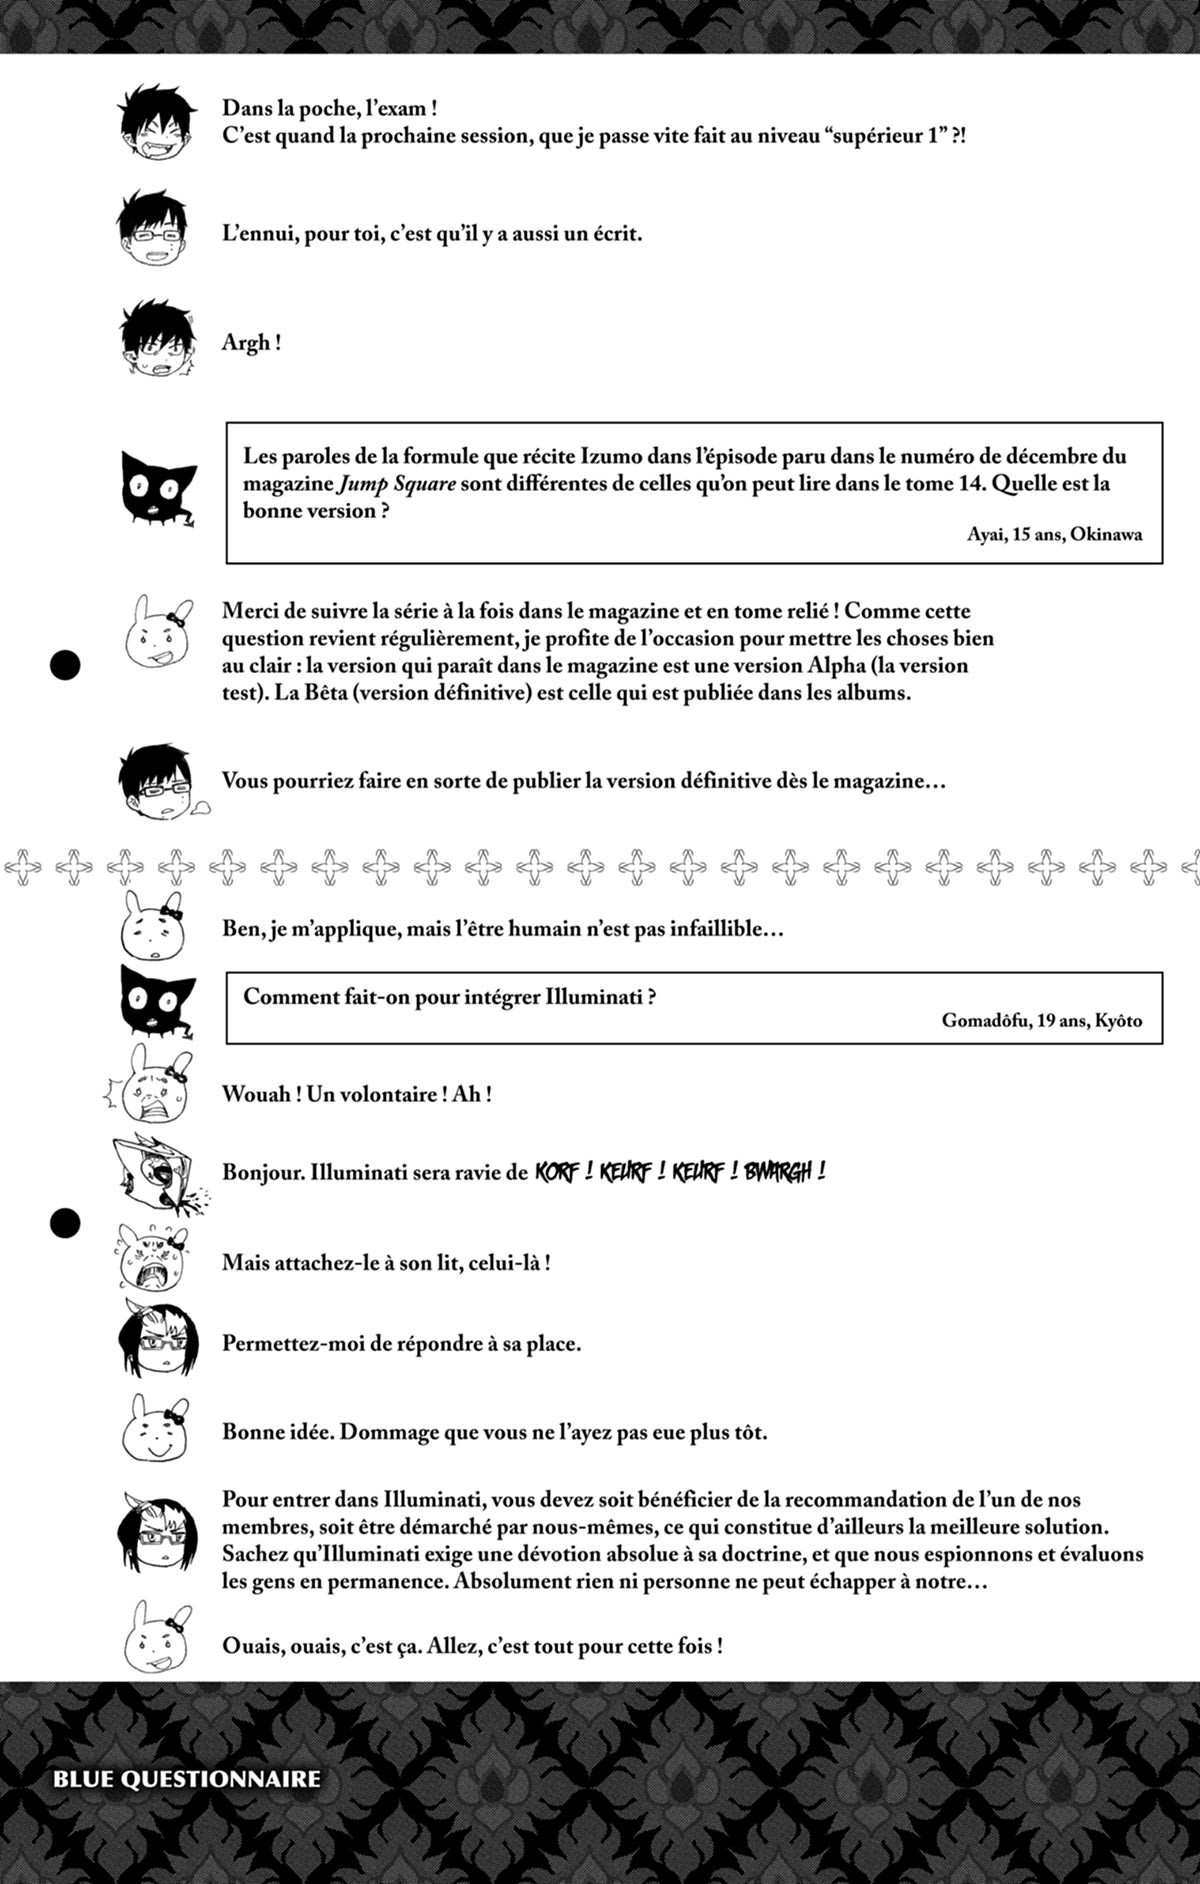 Dans la poche, l'exam !
C'est quand la prochaine session, que je passe vite fait au niveau “supérieur 1” ?!
L'ennui, pour toi, c'est qu'il y a aussi un écrit.
Argh !
Les paroles de la formule que récite Izumo dans l'épisode paru dans le numéro de décembre du
magazine Jump Square sont différentes de celles qu'on peut lire dans le tome 14. Quelle est la
bonne version ?
Ayai, 15 ans, Okinawa
Merci de suivre la série à la fois dans le magazine et en tome relié ! Comme cette
question revient régulièrement, je profite de l'occasion pour mettre les choses bien
au clair : la version qui paraît dans le magazine est une version Alpha (la version
test). La Bêta (version définitive) est celle qui est publiée dans les albums.
Vous pourriez faire en sorte de publier la version définitive dès le magazine…
Ben, je m'applique, mais l'être humain n'est pas infaillible…
Comment fait-on pour intégrer Illuminati ?
Gomadôfu, 19 ans, Kyôto
Wouah ! Un volontaire ! Ah !
Bonjour. Illuminati sera ravie de KORF ! KEURF ! KEURF ! BWARGH !
Mais attachez-le à son lit, celui-là !
Permettez-moi de répondre à sa place.
Bonne idée. Dommage que vous ne l'ayez pas eue plus tôt.
Pour entrer dans Illuminati, vous devez soit bénéficier de la recommandation de l'un de nos
membres, soit être démarché par nous-mêmes, ce qui constitue d'ailleurs la meilleure solution.
Sachez qu'Illuminati exige une dévotion absolue à sa doctrine, et que nous espionnons et évaluons
les gens en permanence. Absolument rien ni personne ne peut échapper à notre…
Ouais, ouais, c'est ça. Allez, c'est tout pour cette fois !
BLUE QUESTIONNAIRE